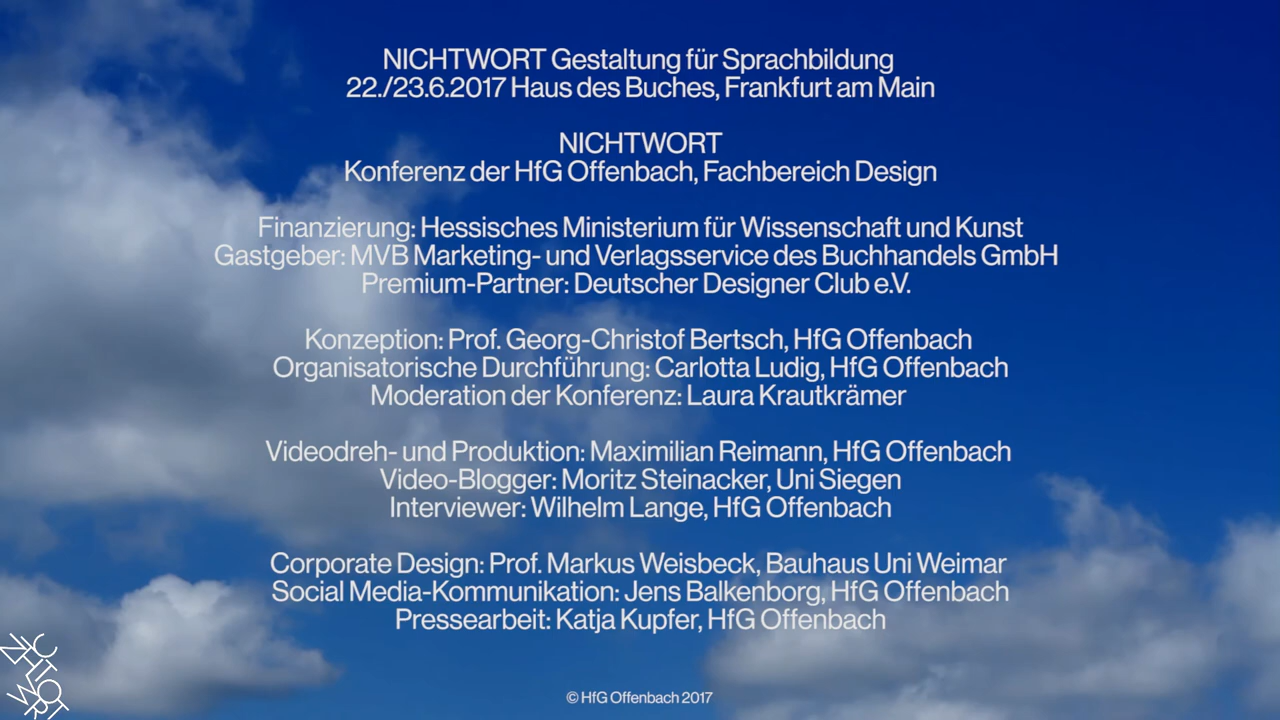 NICHTWORT Gestaltung für Sprachbildung
22./23.6.2017 Haus des Buches, Frankfurt am Main
NICHTWORT
Konferenz der HfG Offenbach, Fachbereich Design
Finanzierung: Hessisches Ministerium für Wissenschaft und Kunst
Gastgeber: MVB Marketing- und Verlagsservice des Buchhandels GmbH
Premium-Partner: Deutscher Designer Club e.V.
Konzeption: Prof. Georg-Christof Bertsch, HfG Offenbach
Organisatorische Durchführung: Carlotta Ludig, HfG Offenbach
Moderation der Konferenz: Laura Krautkrämer
Videodreh- und Produktion: Maximilian Reimann, HfG Offenbach
Video-Blogger: Moritz Steinacker, Uni Siegen
Interviewer: Wilhelm Lange, HfG Offenbach
Corporate Design: Prof. Markus Weisbeck, Bauhaus Uni Weimar
Social Media-Kommunikation: Jens Balkenborg, HfG Offenbach
Pressearbeit: Katja Kupfer, HfG Offenbach
NICHTWORT
© HfG Offenbach 2017